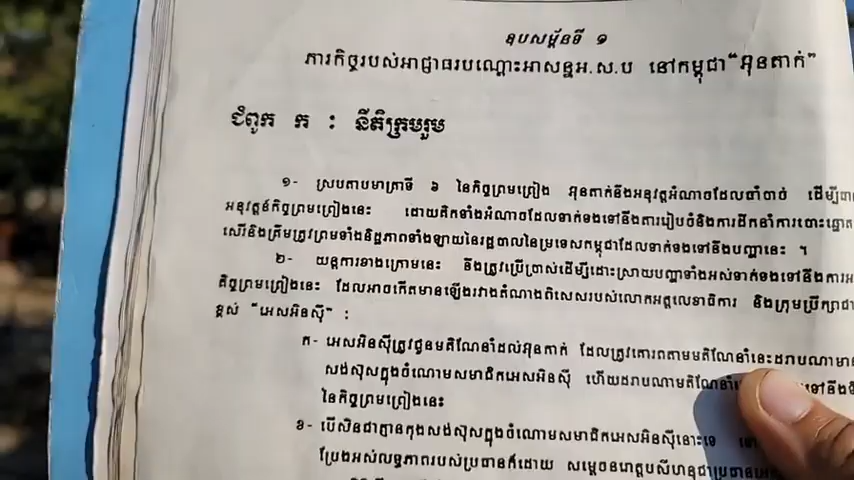 ឧបសម្ព័នទី ១
ភារកិច្ចរបស់អាជ្ញាធរបណ្ដោះអាសន្នអ.ស.ប នៅកម្ពុជា“អ៊ុនតាក់”
ជំពូក ក : នីតិក្រមរួម
១- ស្របតាមមាត្រាទី ៦ នៃកិច្ចព្រមព្រៀង អ៊ុនតាក់នឹងអនុវត្តអំណាចដែលចាំបាច់ ដើម្បី
អនុវត្តន៍កិច្ចព្រមព្រៀងនេះ ដោយគិតទាំងអំណាចដែលទាក់ទងទៅនឹងការរៀបចំនិងការដឹកនាំការបោះឆ្នោត
សេរីនិងត្រឹមត្រូវព្រមទាំងនិដ្ឋភាពទាំងឡាយនៃរដ្ឋបាលនៃប្រទេសកម្ពុជាដែលទាក់ទងទៅនឹងបញ្ហានេះ ។
២- យន្តការខាងក្រោមនេះ នឹងត្រូវប្រើប្រាស់ដើម្បីដោះស្រាយបញ្ហាទាំងអស់ទាក់ទងទៅនឹងការ
កិច្ចព្រមព្រៀងនេះ ដែលអាចកើតមានឡើងរវាងតំណាងពិសេសរបស់លោកអគ្គលេខាធិការ និងក្រុមប្រឹក្សាជា
ខ្ពស់ “អេសអិនស៊ី” :
ក- អេសអិនស៊ីត្រូវជូនមតិណែនាំដល់អ៊ុនតាក់ ដែលត្រូវគោរពតាមមតិណែនាំនេះដរាបណាមាន
សង់ស៊ុសក្នុងចំណោមសមាជិកអេសអិនស៊ី ហើយដរាបណាមតិណែនាំ ទៅនឹង
នៃកិច្ចព្រមព្រៀងនេះ
ខ- បើសិនជាគ្មានកុងសង់ស៊ុសក្នុងចំណោមសមាជិកអេសអិនស៊ីនោះទេ
ប្រែងអស់លទ្ធភាពរបស់ប្រធានក៏ដោយ សម្ដេចនរោត្តមសីហនុជាប្រធាន